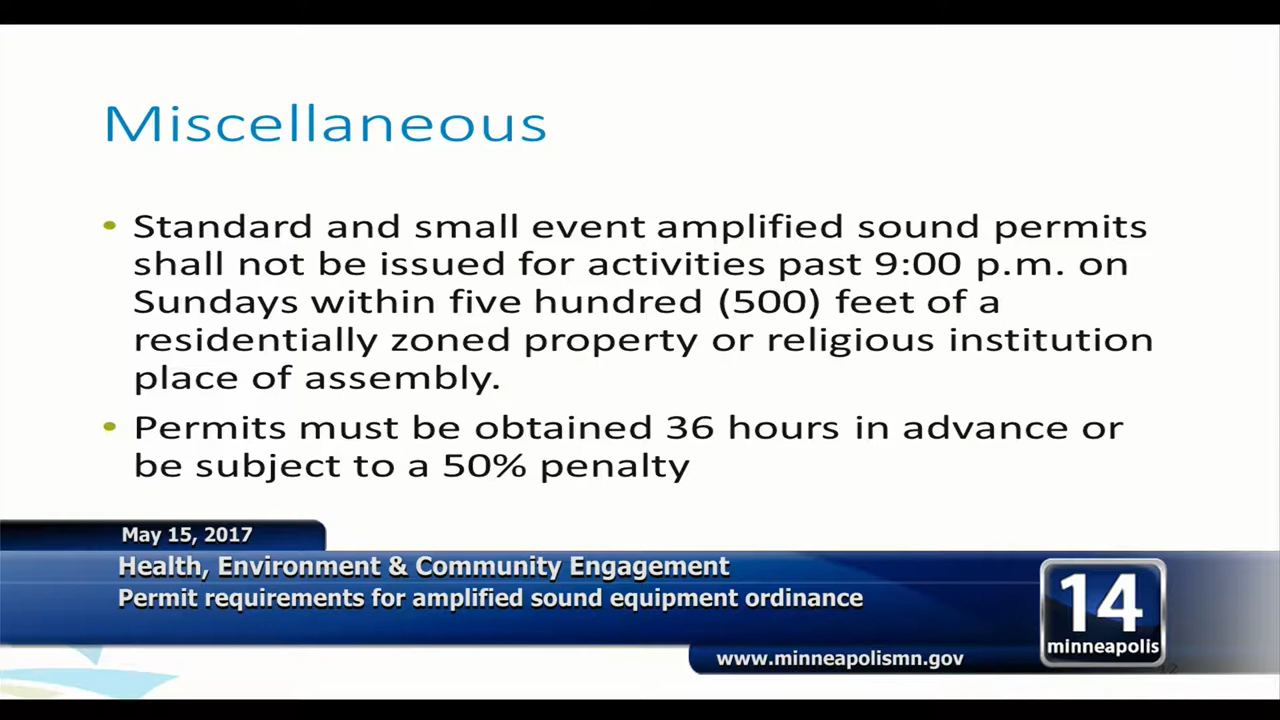 Miscellaneous
• Standard and small event amplified sound permits
shall not be issued for activities past 9:00 p.m. on
Sundays within five hundred (500) feet of a
residentially zoned property or religious institution
place of assembly.
• Permits must be obtained 36 hours in advance or
be subject to a 50% penalty
May 15, 2017
Health, Environment & Community Engagement
Permit requirements for amplified sound equipment ordinance
14
minneapolis
www.minneapolismn.gov